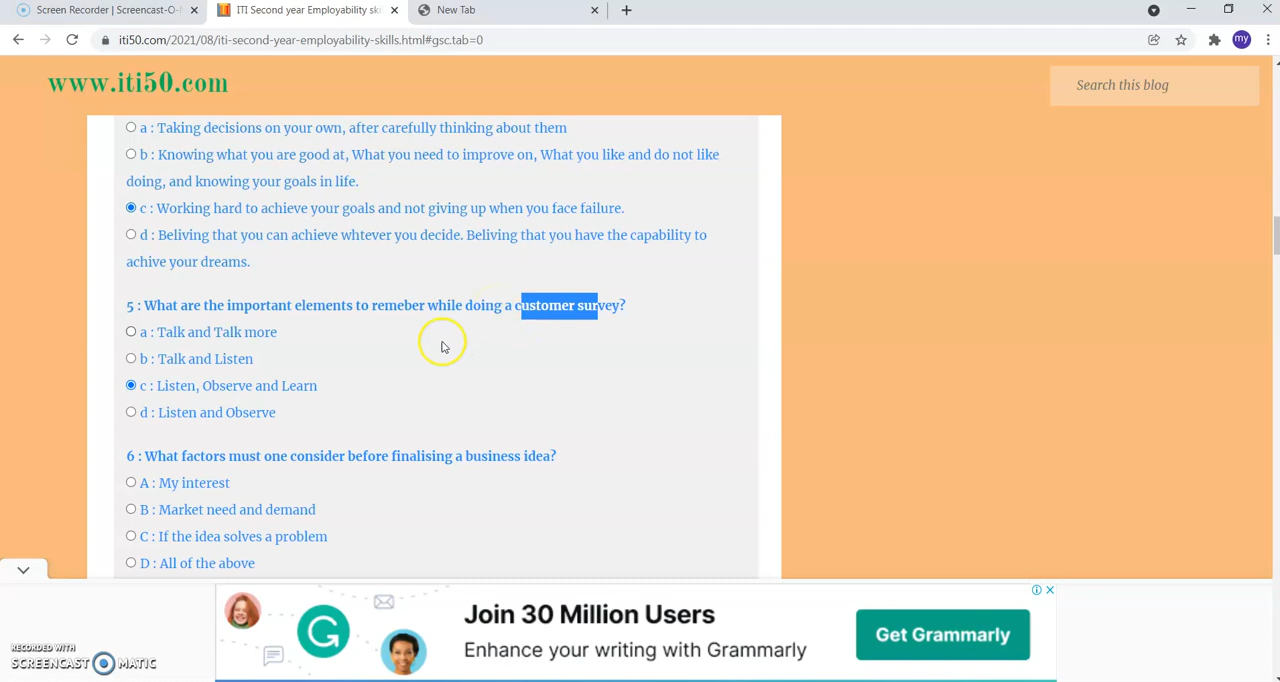 Screen Recorder | Screencast-O-
ITI Second year Employability sk
New Tab
iti50.com/2021/08/iti-second-year-employability-skills.html#gsc.tab=0
my
www.iti50.com
Search this blog
a : Taking decisions on your own, after carefully thinking about them
b : Knowing what you are good at, What you need to improve on, What you like and do not like
doing, and knowing your goals in life.
c : Working hard to achieve your goals and not giving up when you face failure.
d : Beliving that you can achieve whtever you decide. Beliving that you have the capability to
achive your dreams.
5 : What are the important elements to remeber while doing a customer survey?
a : Talk and Talk more
b : Talk and Listen
c : Listen, Observe and Learn
d : Listen and Observe
6 : What factors must one consider before finalising a business idea?
A : My interest
B : Market need and demand
C : If the idea solves a problem
D : All of the above
Join 30 Million Users
Enhance your writing with Grammarly
Get Grammarly
RECORDED WITH
SCREENCAST MATIC